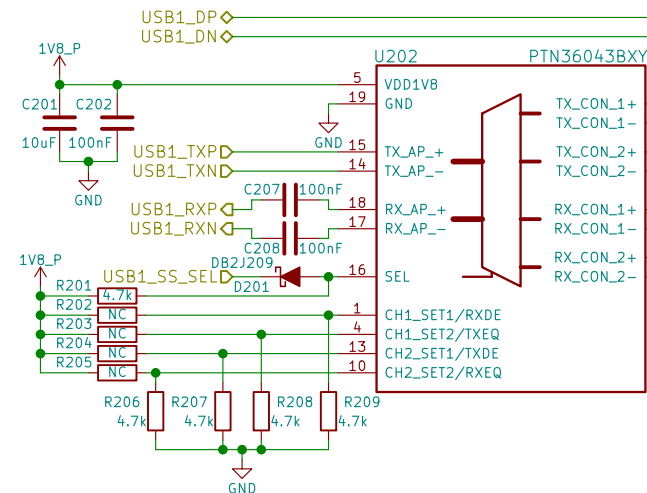 USB1_DP
USB1_DN
1V8_P
U202
PTN36043BXY
C201
C202
10uF
100nF
GND
5
VDD1V8
19
GND
GND
TX_CON_1+
TX_CON_1-
USB1_TXP
15
TX_AP_+
TX_CON_2+
USB1_TXN
14
TX_AP_-
TX_CON_2-
C207
100nF
USB1_RXP
18
RX_AP_+
RX_CON_1+
USB1_RXN
17
RX_AP_-
RX_CON_1-
C208
100nF
1V8_P
DB2J209
RX_CON_2+
USB1_SS_SEL
16
SEL
RX_CON_2-
D201
R201
4.7k
R202
NC
1
CH1_SET1/RXDE
R203
NC
4
CH1_SET2/TXEQ
R204
NC
13
CH2_SET1/TXDE
R205
NC
10
CH2_SET2/RXEQ
R206
R207
R208
R209
4.7k
4.7k
4.7k
4.7k
GND